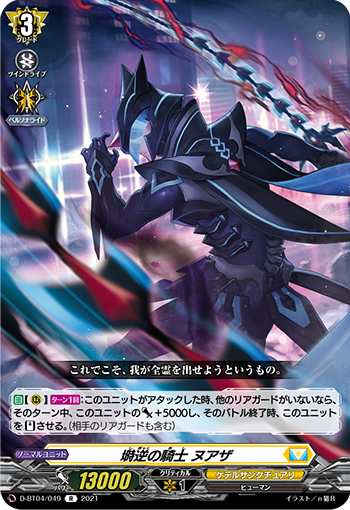 3
グレード
ツインドライブ
ペルソナライド
これでこそ、我が全霊を出せようというもの。
ターン1回:このユニットがアタックした時、他のリアガードがいないなら、
そのターン中、このユニットの+5000し、そのバトル終了時、このユニット
を させる。(相手のリアガードも含む)
ノーマルユニット
の騎士 ヌアザ
パワー 13000
クリティカル
1
ケテルサンクチュアリ
ヒューマン
D-BT04/049 R 2021
イラスト/n猫R